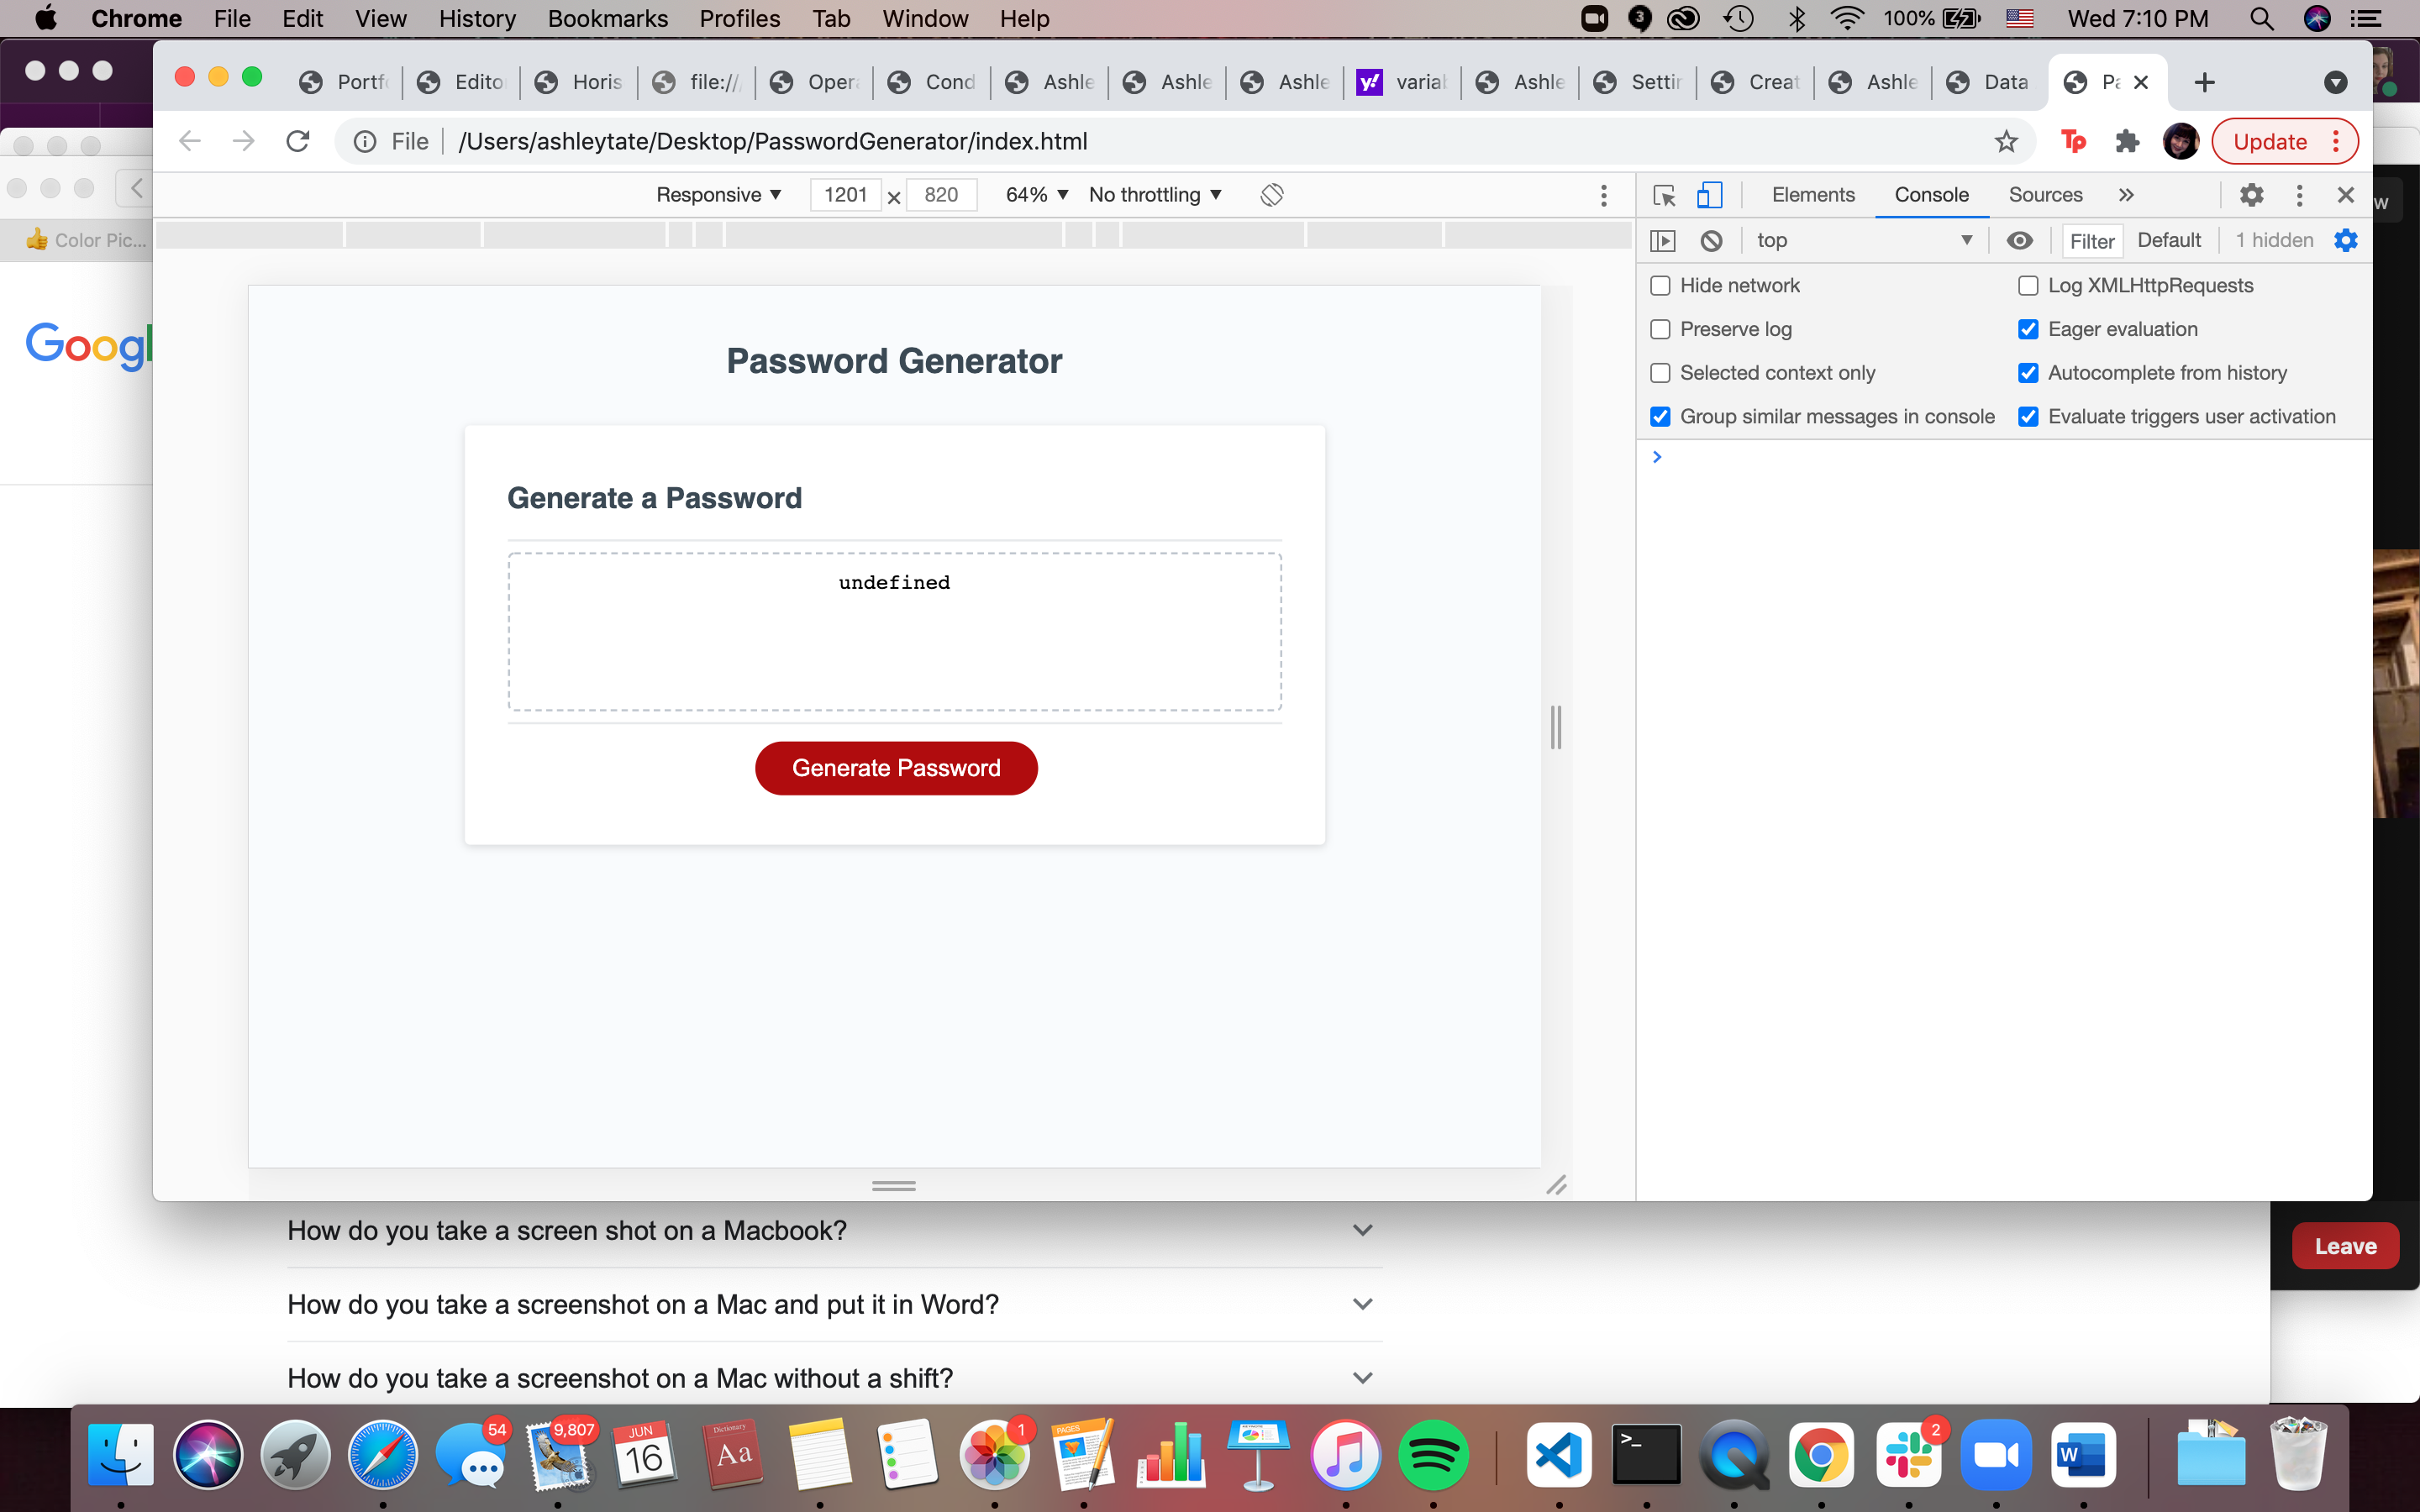 Chrome File Edit View History Bookmarks Profiles Tab Window Help 3 100% Wed 7:10 PM
Portf Edito Horis file:// Oper Cond Ashle Ashle Ashle y! varial Ashle Settir Creat Ashle Data Pa
File /Users/ashleytate/Desktop/PasswordGenerator/index.html Tp Update
Responsive 1201 x 820 64% No throttling Elements Console Sources
w
Color Pic...
top Filter Default 1 hidden
Hide network Log XMLHttpRequests
Preserve log Eager evaluation
Selected context only Autocomplete from history
Group similar messages in console Evaluate triggers user activation
Googl
Password Generator
Generate a Password
undefined
Generate Password
How do you take a screen shot on a Macbook?
Leave
How do you take a screenshot on a Mac and put it in Word?
How do you take a screenshot on a Mac without a shift?
54 9,807 JUN 16 Dictionary Aa 1 PAGES >_ 2 W